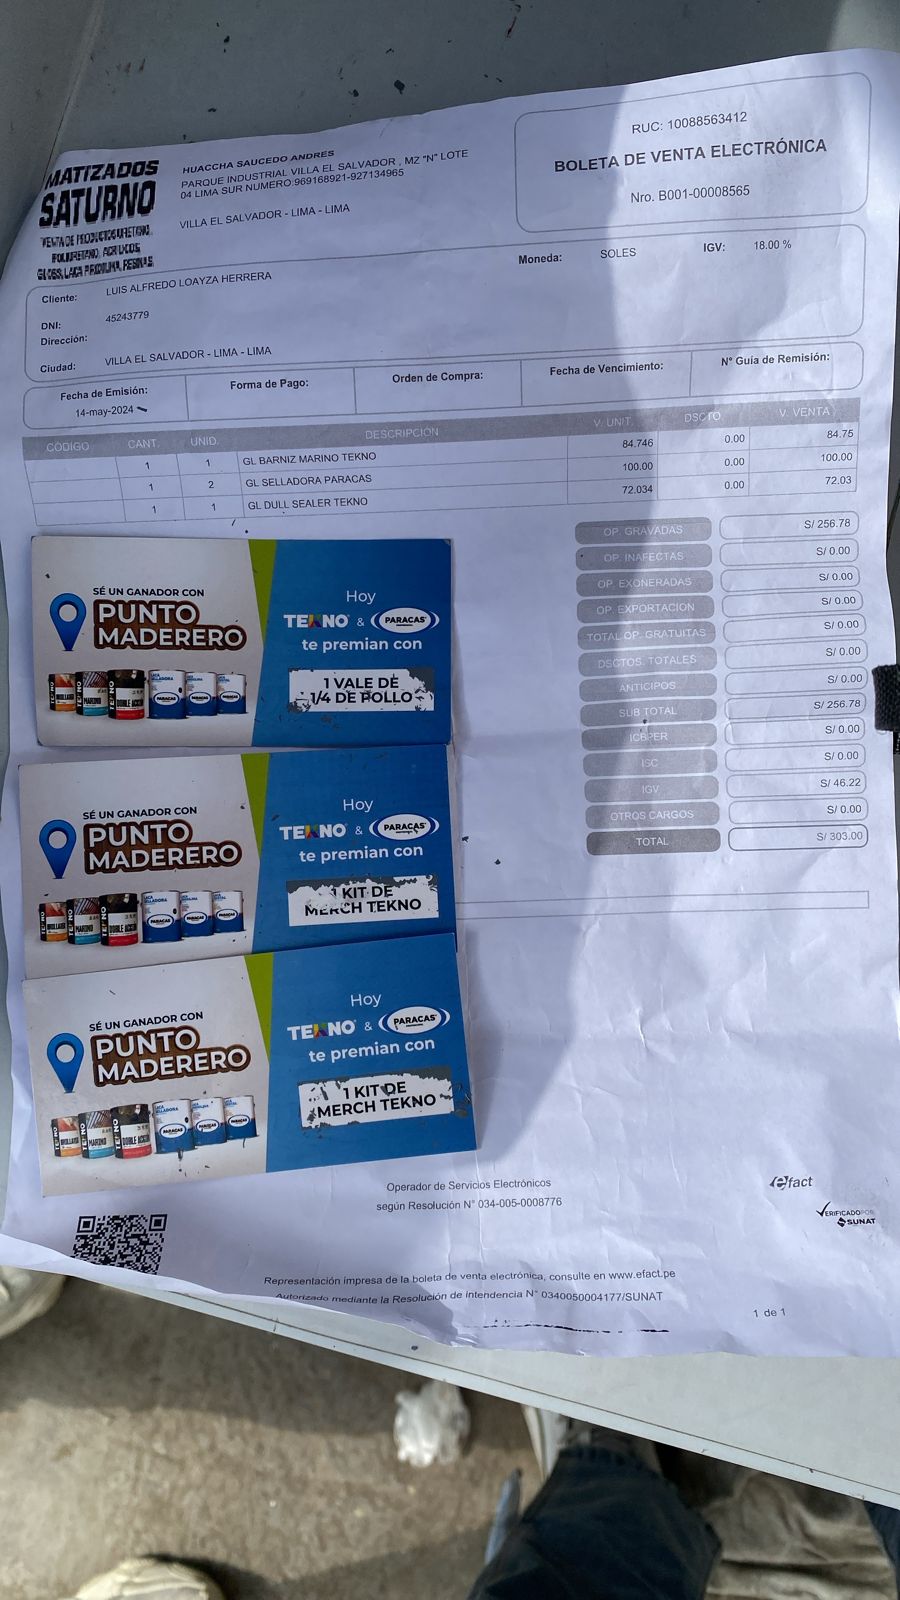 MATIZADOS
SATURNO
VENTA DE PRODUCTOS URETANO,
POLIURETANO, ACRILICOS,
GLOSS, LACA PIROXILINA, RESINAS.
HUACCHA SAUCEDO ANDRES
PARQUE INDUSTRIAL VILLA EL SALVADOR , MZ "N" LOTE
04 LIMA SUR NUMERO:969168921-927134965
VILLA EL SALVADOR - LIMA - LIMA
RUC: 10088563412
BOLETA DE VENTA ELECTRÓNICA
Nro. B001-00008565
Cliente: LUIS ALFREDO LOAYZA HERRERA
Moneda: SOLES IGV: 18.00 %
DNI: 45243779
Dirección:
Ciudad: VILLA EL SALVADOR - LIMA - LIMA
Fecha de Emisión: Forma de Pago: Orden de Compra: Fecha de Vencimiento: N° Guía de Remisión:
14-may-2024
CÓDIGO CANT. UNID. DESCRIPCIÓN V. UNIT. DSCTO V. VENTA
1 1 GL BARNIZ MARINO TEKNO 84.746 0.00 84.75
1 2 GL SELLADORA PARACAS 100.00 0.00 100.00
1 1 GL DULL SEALER TEKNO 72.034 0.00 72.03
OP. GRAVADAS S/ 256.78
OP. INAFECTAS S/ 0.00
OP. EXONERADAS S/ 0.00
OP. EXPORTACION S/ 0.00
TOTAL OP. GRATUITAS S/ 0.00
DSCTOS. TOTALES S/ 0.00
ANTICIPOS S/ 0.00
SUB TOTAL S/ 256.78
ICBPER S/ 0.00
ISC S/ 0.00
IGV S/ 46.22
OTROS CARGOS S/ 0.00
TOTAL S/ 303.00
SÉ UN GANADOR CON
PUNTO
MADERERO
Hoy
TEKNO & PARACAS
te premian con
1 VALE DE
1/4 DE POLLO
SÉ UN GANADOR CON
PUNTO
MADERERO
Hoy
TEKNO & PARACAS
te premian con
1 KIT DE
MERCH TEKNO
SÉ UN GANADOR CON
PUNTO
MADERERO
Hoy
TEKNO & PARACAS
te premian con
1 KIT DE
MERCH TEKNO
Operador de Servicios Electrónicos
según Resolución N° 034-005-0008776
efact
VERIFICADO POR
SUNAT
Representación impresa de la boleta de venta electrónica, consulte en www.efact.pe
Autorizado mediante la Resolución de intendencia N° 0340050004177/SUNAT
1 de 1